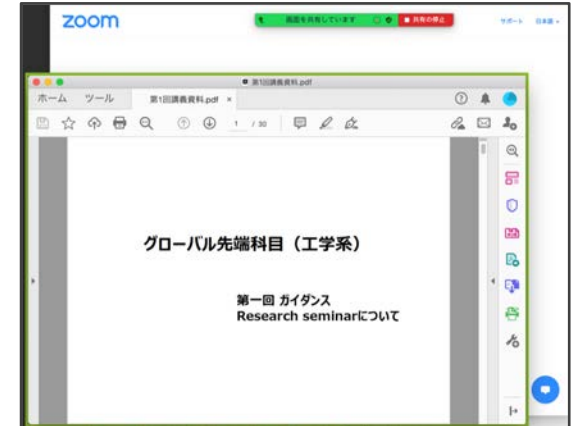 zoom
画面を共有しています
共有の停止
サポート 日本語
第1回講義資料.pdf
ホーム ツール 第1回講義資料.pdf ×
1 / 30
グローバル先端科目（工学系）
第一回 ガイダンス
Research seminarについて